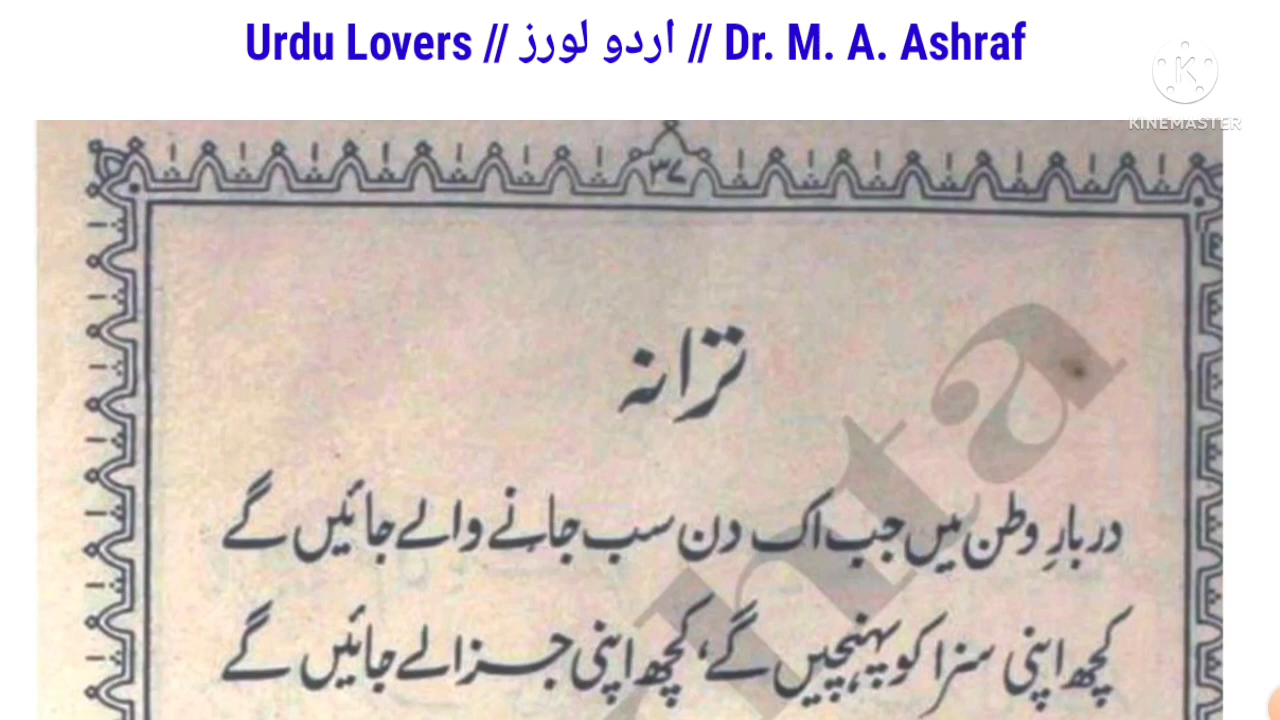 Urdu Lovers // اردو لورز // Dr. M. A. Ashraf
KINEMASTER
۳۷
ترانہ
دربارِ وطن میں جب اک دن سب جانے والے جائیں گے
کچھ اپنی سزا کو پہنچیں گے، کچھ اپنی جزا لے جائیں گے